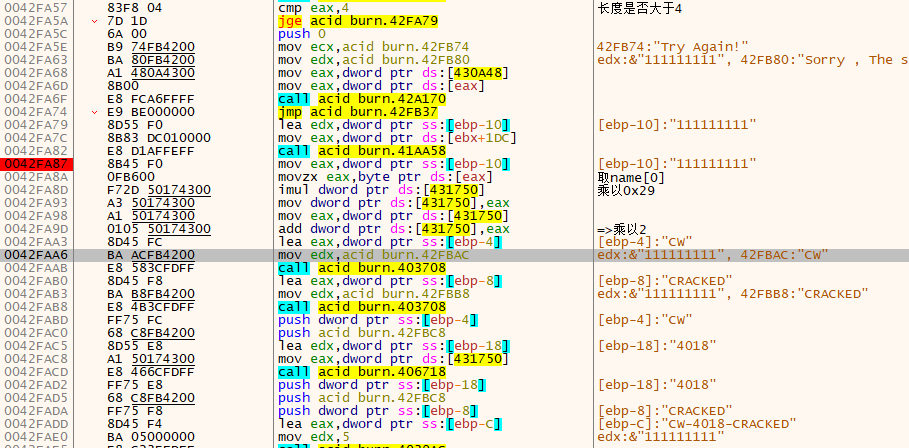 0042FA57 83F8 04 cmp eax,4 长度是否大于4
0042FA5A 7D 1D jge acid burn.42FA79
0042FA5C 6A 00 push 0
0042FA5E B9 74FB4200 mov ecx,acid burn.42FB74 42FB74:"Try Again!"
0042FA63 BA 80FB4200 mov edx,acid burn.42FB80 edx:&"111111111", 42FB80:"Sorry , The s
0042FA68 A1 480A4300 mov eax,dword ptr ds:[430A48]
0042FA6D 8B00 mov eax,dword ptr ds:[eax]
0042FA6F E8 FCA6FFFF call acid burn.42A170
0042FA74 E9 BE000000 jmp acid burn.42FB37
0042FA79 8D55 F0 lea edx,dword ptr ss:[ebp-10] [ebp-10]:"111111111"
0042FA7C 8B83 DC010000 mov eax,dword ptr ds:[ebx+1DC]
0042FA82 E8 D1AFFEFF call acid burn.41AA58
0042FA87 8B45 F0 mov eax,dword ptr ss:[ebp-10] [ebp-10]:"111111111"
0042FA8A 0FB600 movzx eax,byte ptr ds:[eax] 取name[0]
0042FA8D F72D 50174300 imul dword ptr ds:[431750] 乘以0x29
0042FA93 A3 50174300 mov dword ptr ds:[431750],eax
0042FA98 A1 50174300 mov eax,dword ptr ds:[431750]
0042FA9D 0105 50174300 add dword ptr ds:[431750],eax =>乘以2
0042FAA3 8D45 FC lea eax,dword ptr ss:[ebp-4] [ebp-4]:"CW"
0042FAA6 BA ACFB4200 mov edx,acid burn.42FBAC edx:&"111111111", 42FBAC:"CW"
0042FAAB E8 583CFDFF call acid burn.403708
0042FAB0 8D45 F8 lea eax,dword ptr ss:[ebp-8] [ebp-8]:"CRACKED"
0042FAB3 BA B8FB4200 mov edx,acid burn.42FBB8 edx:&"111111111", 42FBB8:"CRACKED"
0042FAB8 E8 4B3CFDFF call acid burn.403708
0042FABD FF75 FC push dword ptr ss:[ebp-4] [ebp-4]:"CW"
0042FAC0 68 C8FB4200 push acid burn.42FBC8
0042FAC5 8D55 E8 lea edx,dword ptr ss:[ebp-18] [ebp-18]:"4018"
0042FAC8 A1 50174300 mov eax,dword ptr ds:[431750]
0042FACD E8 466CFDFF call acid burn.406718
0042FAD2 FF75 E8 push dword ptr ss:[ebp-18] [ebp-18]:"4018"
0042FAD5 68 C8FB4200 push acid burn.42FBC8
0042FADA FF75 F8 push dword ptr ss:[ebp-8] [ebp-8]:"CRACKED"
0042FADD 8D45 F4 lea eax,dword ptr ss:[ebp-C] [ebp-C]:"CW-4018-CRACKED"
0042FAE0 BA 05000000 mov edx,5 edx:&"111111111"